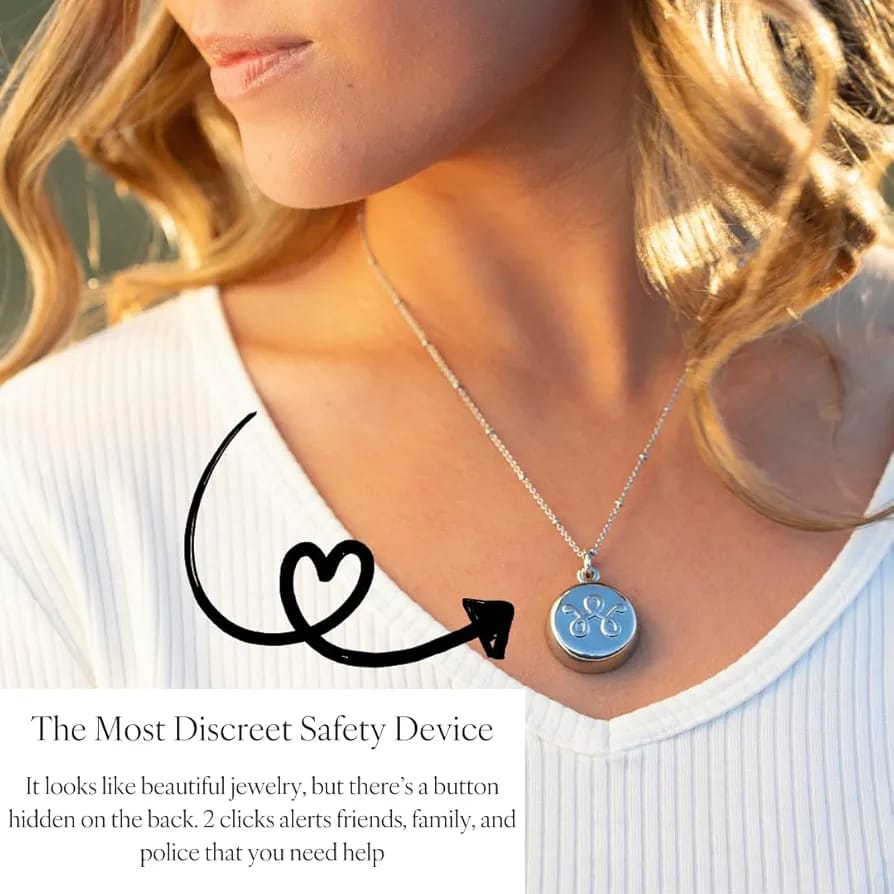 The Most Discreet Safety Device
It looks like beautiful jewelry, but there's a button
hidden on the back. 2 clicks alerts friends, family, and
police that you need help